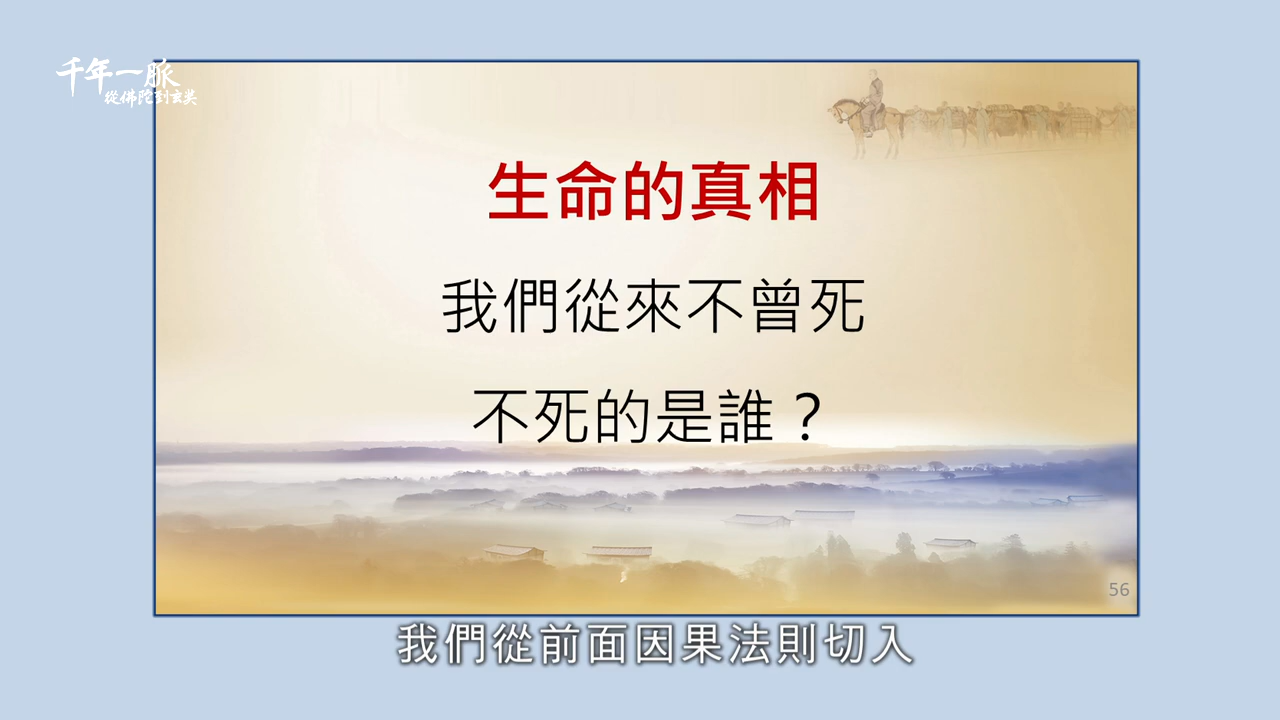 千年一脈
從佛陀到玄奘
生命的真相
我們從來不曾死
不死的是誰？
56
我們從前面因果法則切入